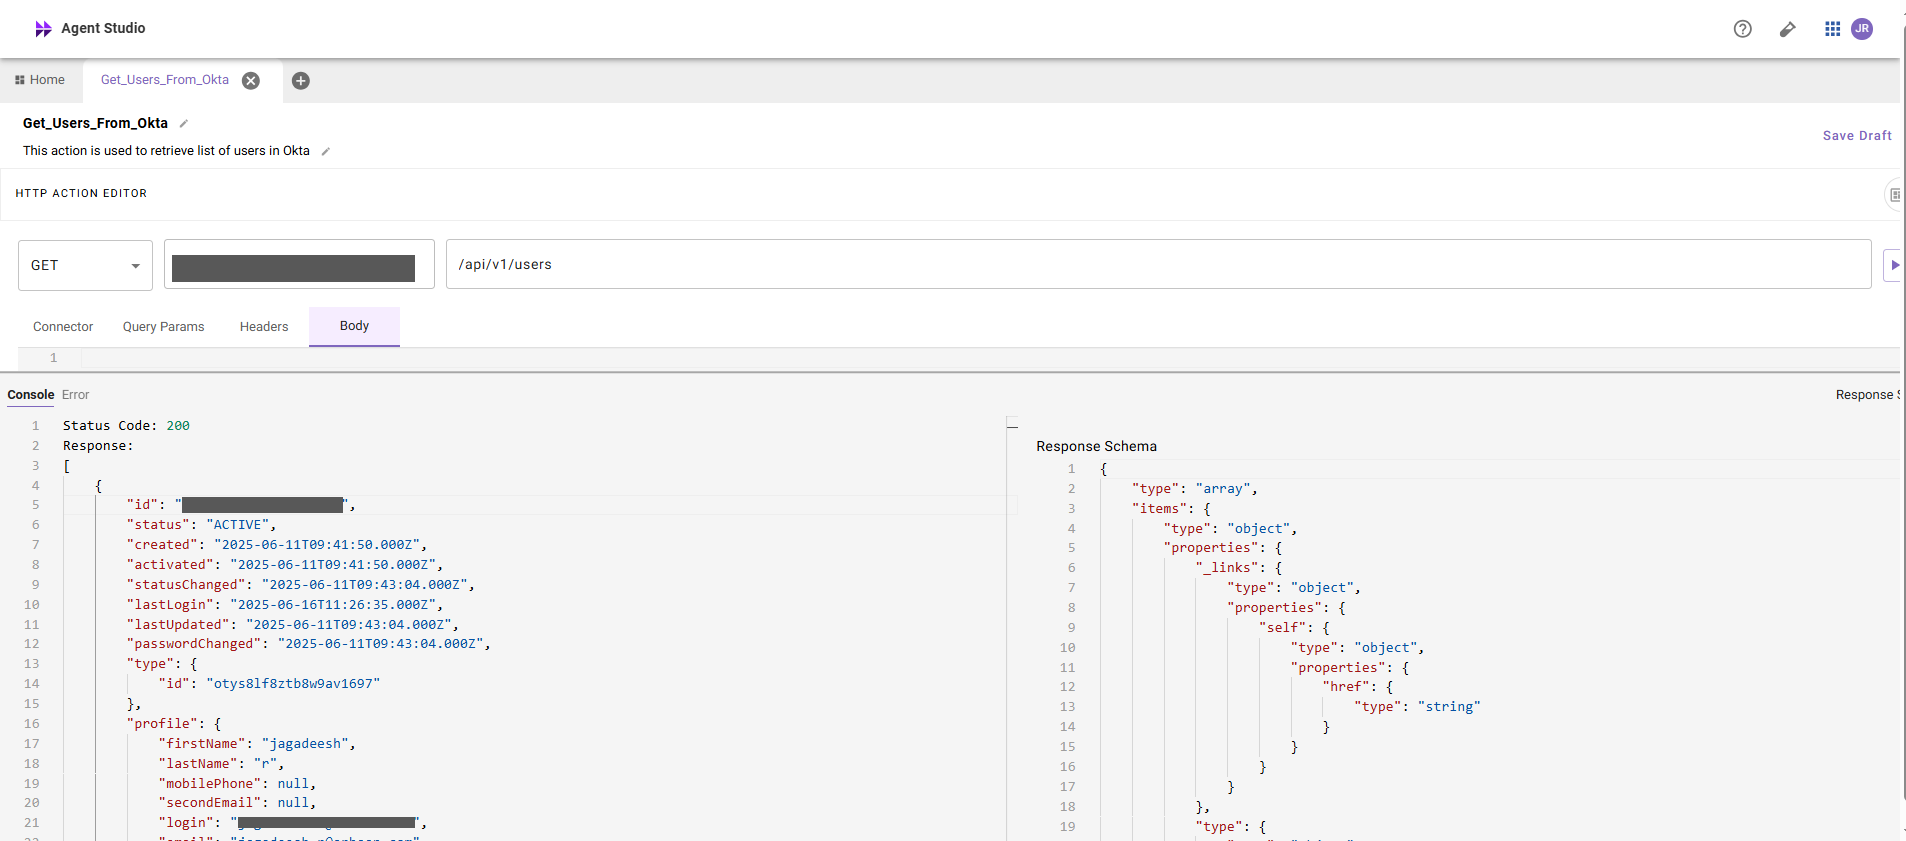 Agent Studio
JR
Home
Get_Users_From_Okta
Get_Users_From_Okta
This action is used to retrieve list of users in Okta
Save Draft
HTTP ACTION EDITOR
GET
/api/v1/users
Connector
Query Params
Headers
Body
1
Console
Error
Response
1 Status Code: 200
2 Response:
3 [
4 {
5 "id": "",
6 "status": "ACTIVE",
7 "created": "2025-06-11T09:41:50.000Z",
8 "activated": "2025-06-11T09:41:50.000Z",
9 "statusChanged": "2025-06-11T09:43:04.000Z",
10 "lastLogin": "2025-06-16T11:26:35.000Z",
11 "lastUpdated": "2025-06-11T09:43:04.000Z",
12 "passwordChanged": "2025-06-11T09:43:04.000Z",
13 "type": {
14 "id": "otys8lf8ztb8w9av1697"
15 },
16 "profile": {
17 "firstName": "jagadeesh",
18 "lastName": "r",
19 "mobilePhone": null,
20 "secondEmail": null,
21 "login": "",
Response Schema
1 {
2 "type": "array",
3 "items": {
4 "type": "object",
5 "properties": {
6 "_links": {
7 "type": "object",
8 "properties": {
9 "self": {
10 "type": "object",
11 "properties": {
12 "href": {
13 "type": "string"
14 }
15 }
16 }
17 }
18 },
19 "type": {